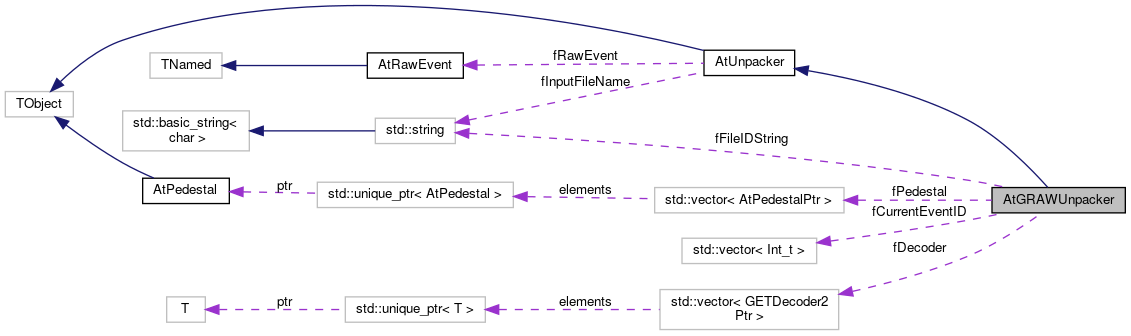 fRawEvent
TNamed
AtRawEvent
AtUnpacker
fInputFileName
TObject
std::basic_string<
char >
std::string
fFileIDString
AtPedestal
ptr
std::unique_ptr< AtPedestal >
elements
std::vector< AtPedestalPtr >
fPedestal
AtGRAWUnpacker
fCurrentEventID
std::vector< Int_t >
fDecoder
T
ptr
std::unique_ptr< T >
elements
std::vector< GETDecoder2
Ptr >